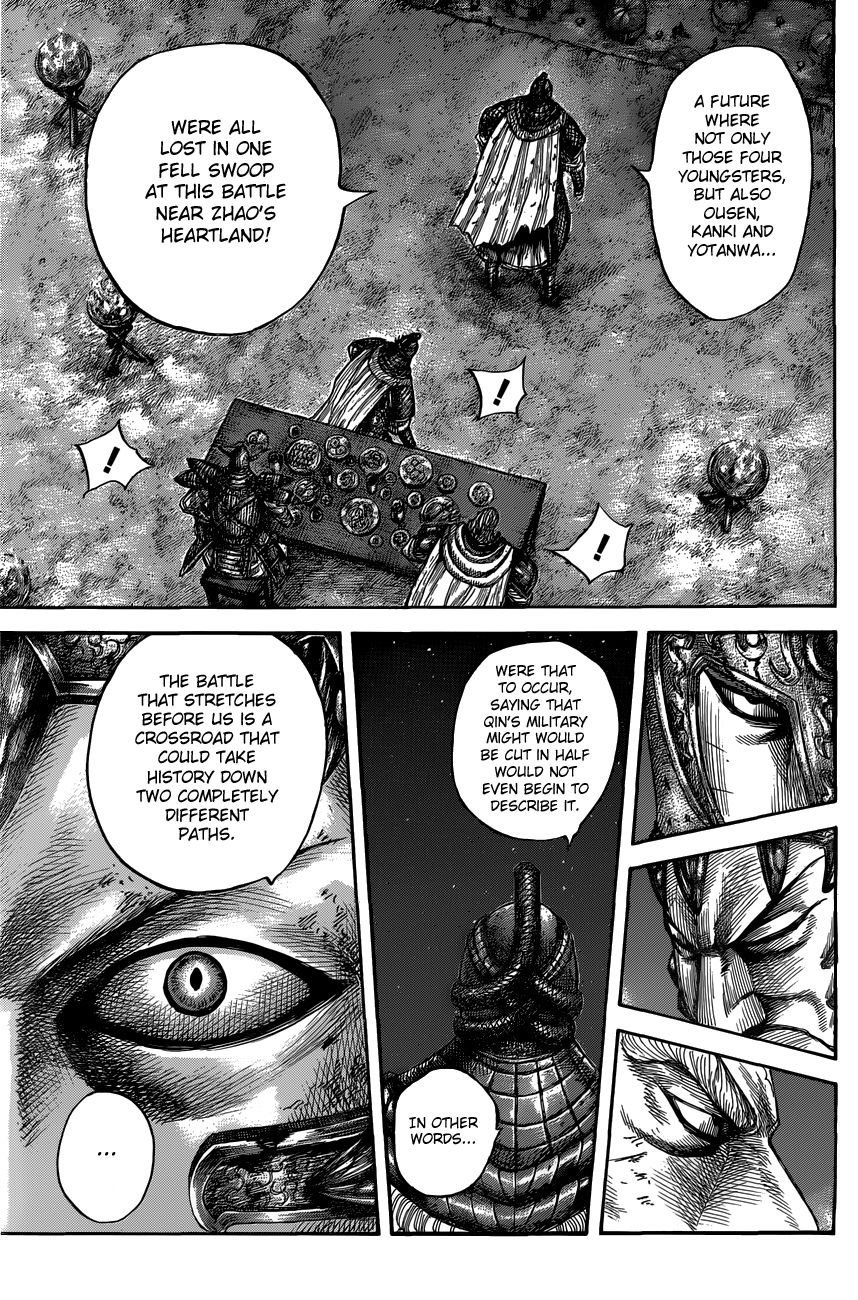 A FUTURE
WHERE
NOT ONLY
THOSE FOUR
YOUNGSTERS,
BUT ALSO
OUSEN,
KANKI AND
YOTANWA...
WERE ALL
LOST IN ONE
FELL SWOOP
AT THIS BATTLE
NEAR ZHAO'S
HEARTLAND!
!
!
!
WERE THAT
TO OCCUR,
SAYING THAT
QIN'S MILITARY
MIGHT WOULD
BE CUT IN HALF
WOULD NOT
EVEN BEGIN TO
DESCRIBE IT.
IN OTHER
WORDS...
THE BATTLE
THAT STRETCHES
BEFORE US IS A
CROSSROAD THAT
COULD TAKE
HISTORY DOWN
TWO COMPLETELY
DIFFERENT
PATHS.
...